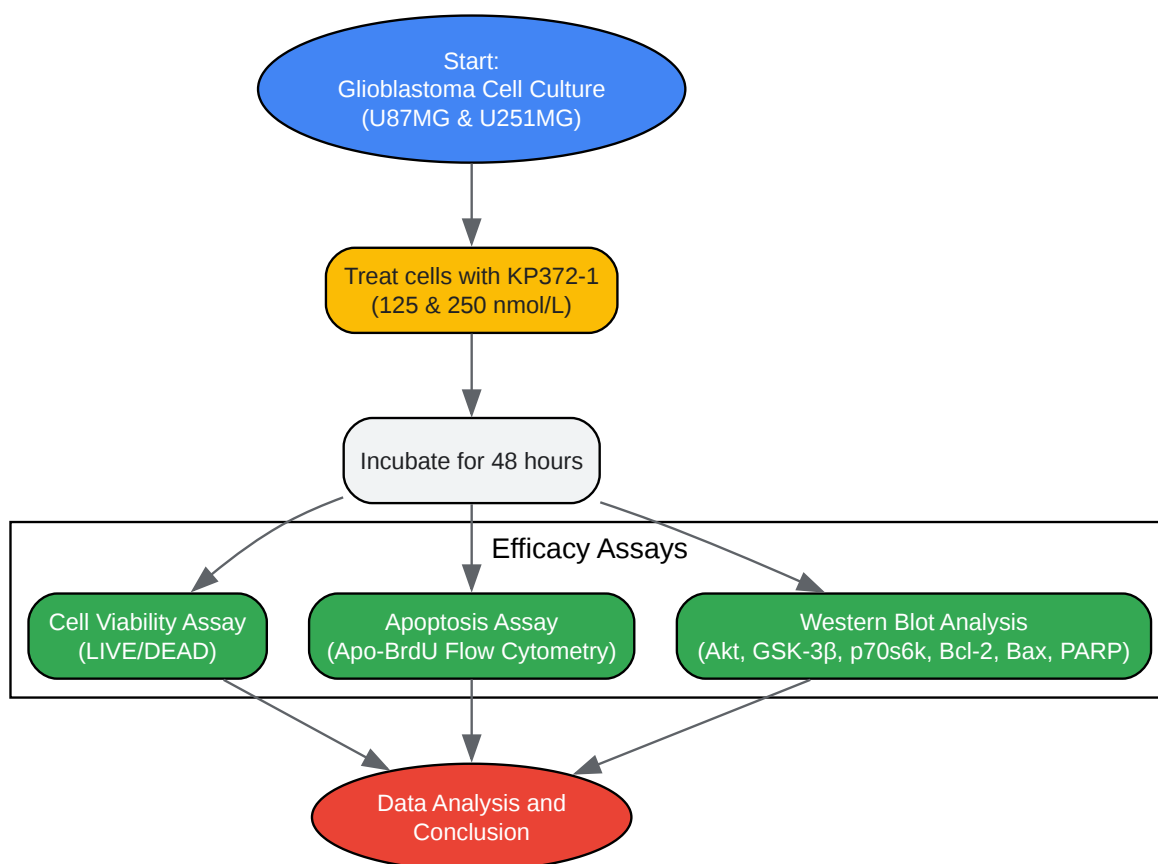 Start:
Glioblastoma Cell Culture
(U87MG & U251MG)
Treat cells with KP372-1
(125 & 250 nmol/L)
Incubate for 48 hours
Efficacy Assays
Cell Viability Assay
(LIVE/DEAD)
Apoptosis Assay
(Apo-BrdU Flow Cytometry)
Western Blot Analysis
(Akt, GSK-3β, p70s6k, Bcl-2, Bax, PARP)
Data Analysis and
Conclusion